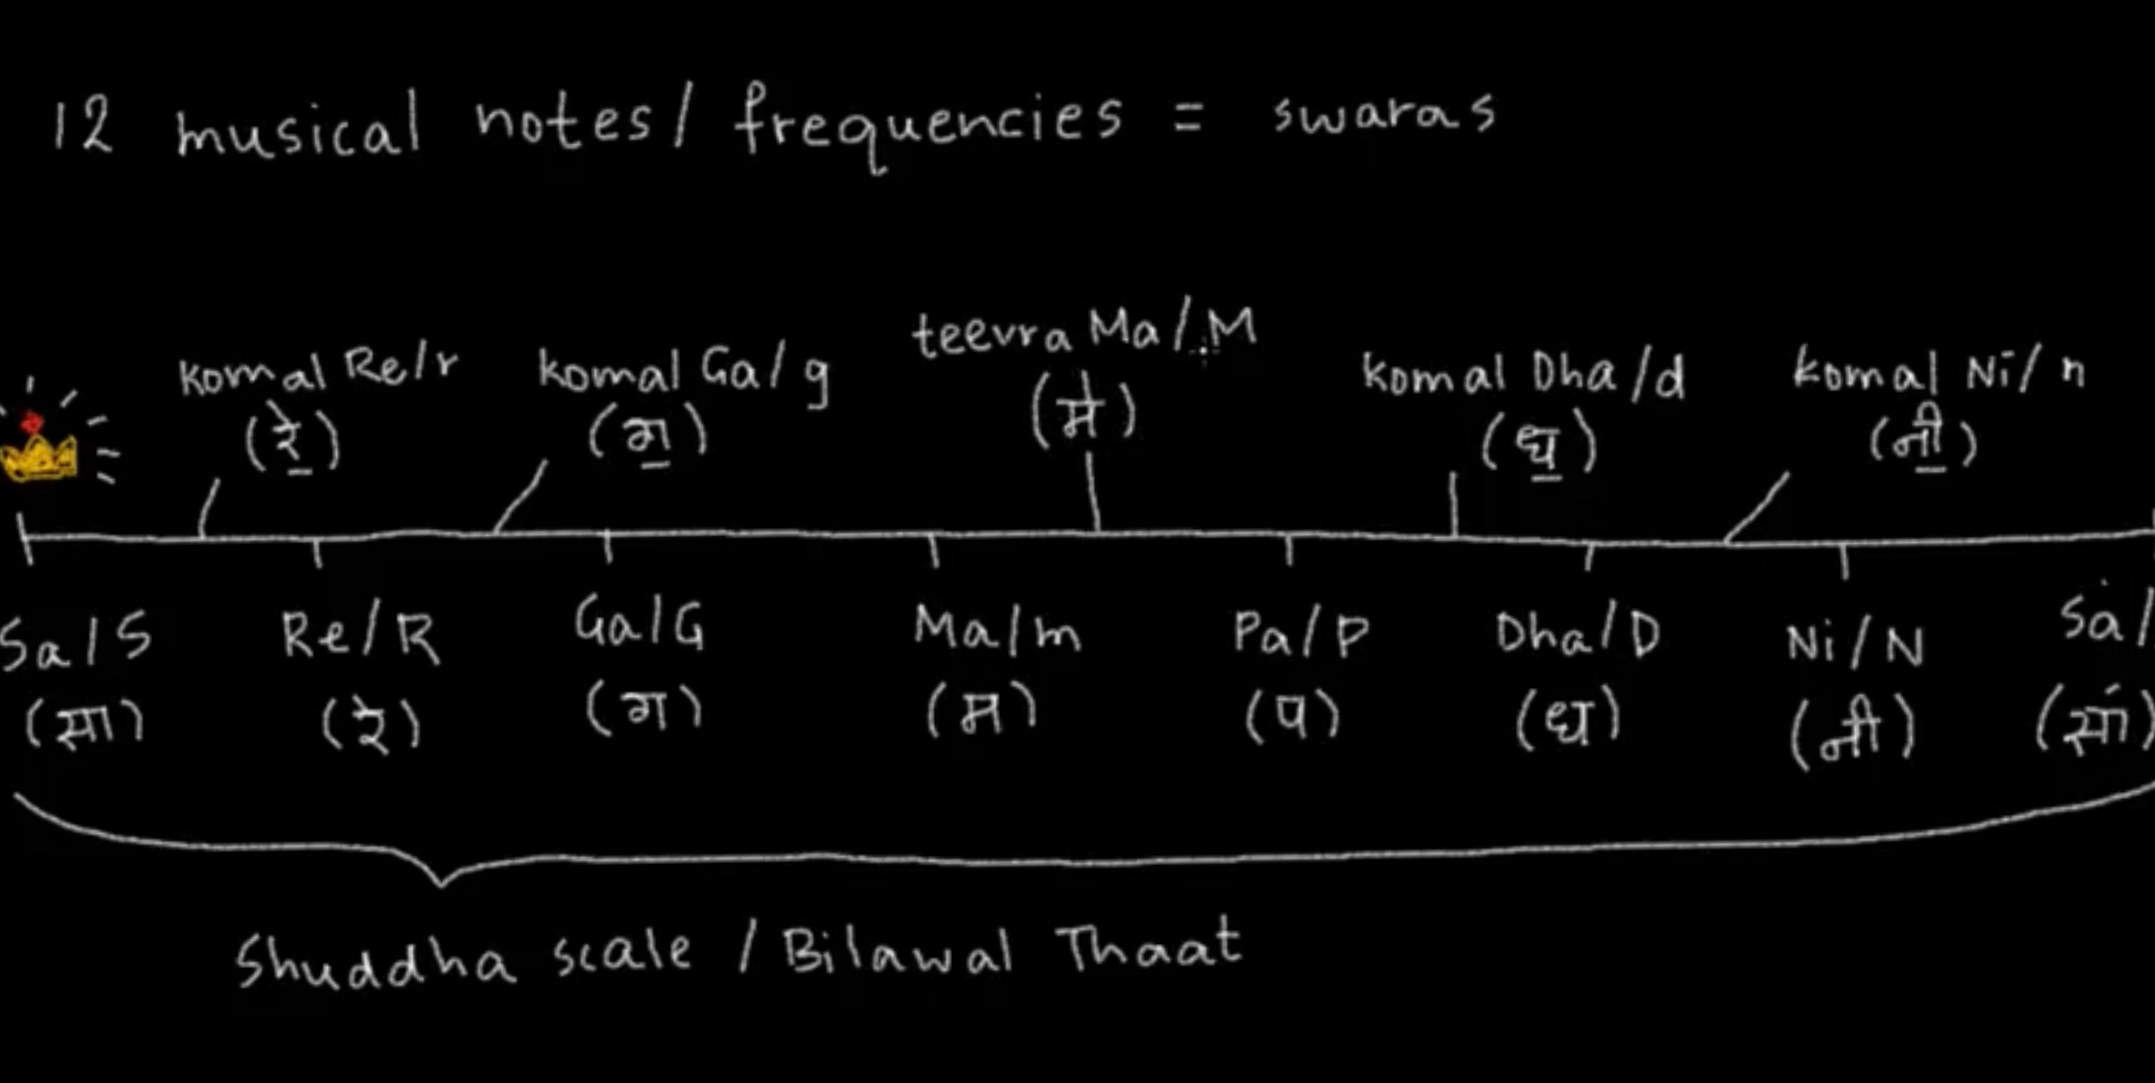 12 musical notes/ frequencies = swaras
komal Re/r komal Ga/g teevra Ma/M komal Dha/d komal Ni/n
(रे॒) (ग॒) (म॑) (ध॒) (नी॒)
Sa/S Re/R Ga/G Ma/m Pa/P Dha/D Ni/N Ṡa/
(सा) (रे) (ग) (म) (प) (ध) (नी) (सां)
Shuddha scale / Bilawal Thaat